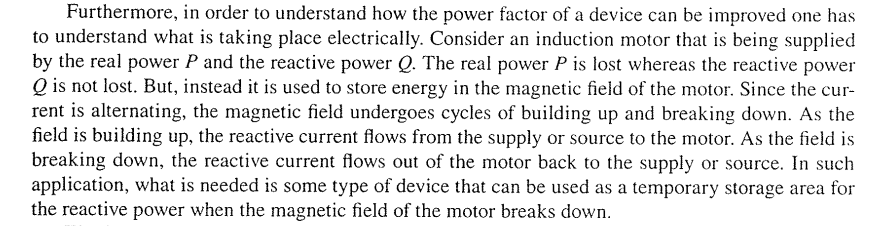 Furthermore, in order to understand how the power factor of a device can be improved one has
to understand what is taking place electrically. Consider an induction motor that is being supplied
by the real power P and the reactive power Q. The real power P is lost whereas the reactive power
Q is not lost. But, instead it is used to store energy in the magnetic field of the motor. Since the cur-
rent is alternating, the magnetic field undergoes cycles of building up and breaking down. As the
field is building up, the reactive current flows from the supply or source to the motor. As the field is
breaking down, the reactive current flows out of the motor back to the supply or source. In such
application, what is needed is some type of device that can be used as a temporary storage area for
the reactive power when the magnetic field of the motor breaks down.